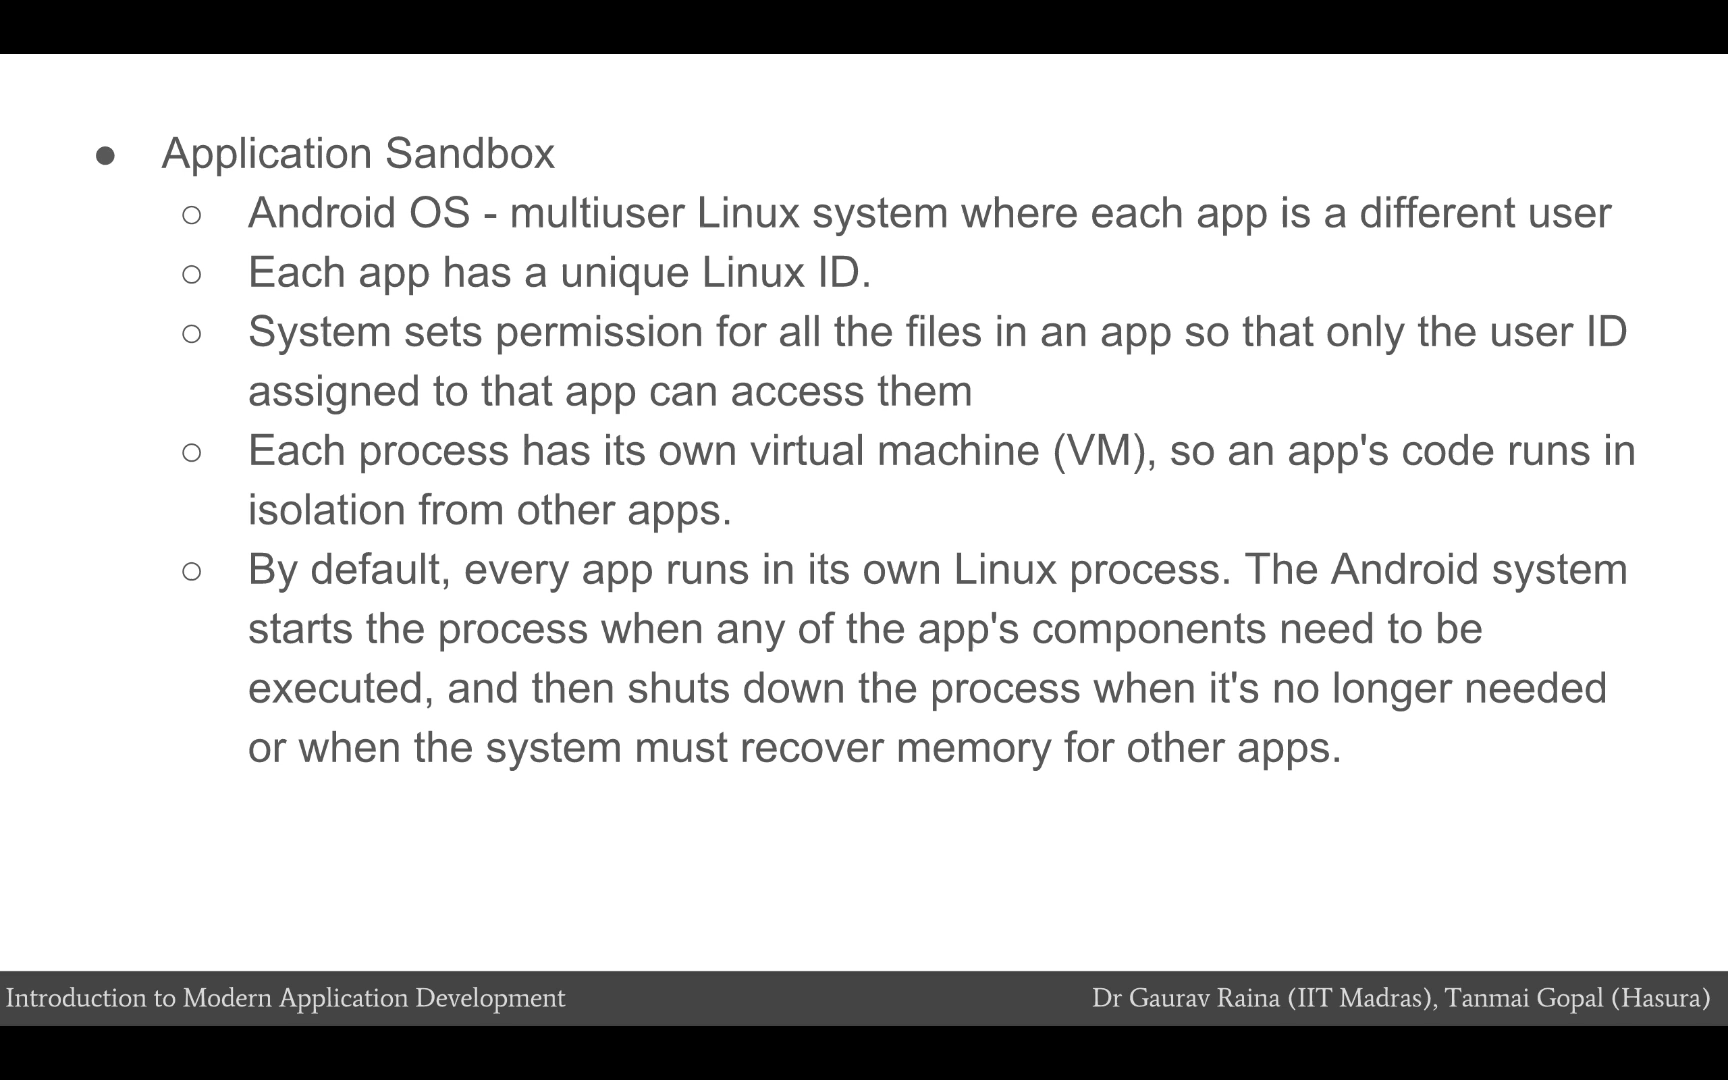 ● Application Sandbox
○ Android OS - multiuser Linux system where each app is a different user
○ Each app has a unique Linux ID.
○ System sets permission for all the files in an app so that only the user ID
assigned to that app can access them
○ Each process has its own virtual machine (VM), so an app's code runs in
isolation from other apps.
○ By default, every app runs in its own Linux process. The Android system
starts the process when any of the app's components need to be
executed, and then shuts down the process when it's no longer needed
or when the system must recover memory for other apps.
Introduction to Modern Application Development
Dr Gaurav Raina (IIT Madras), Tanmai Gopal (Hasura)